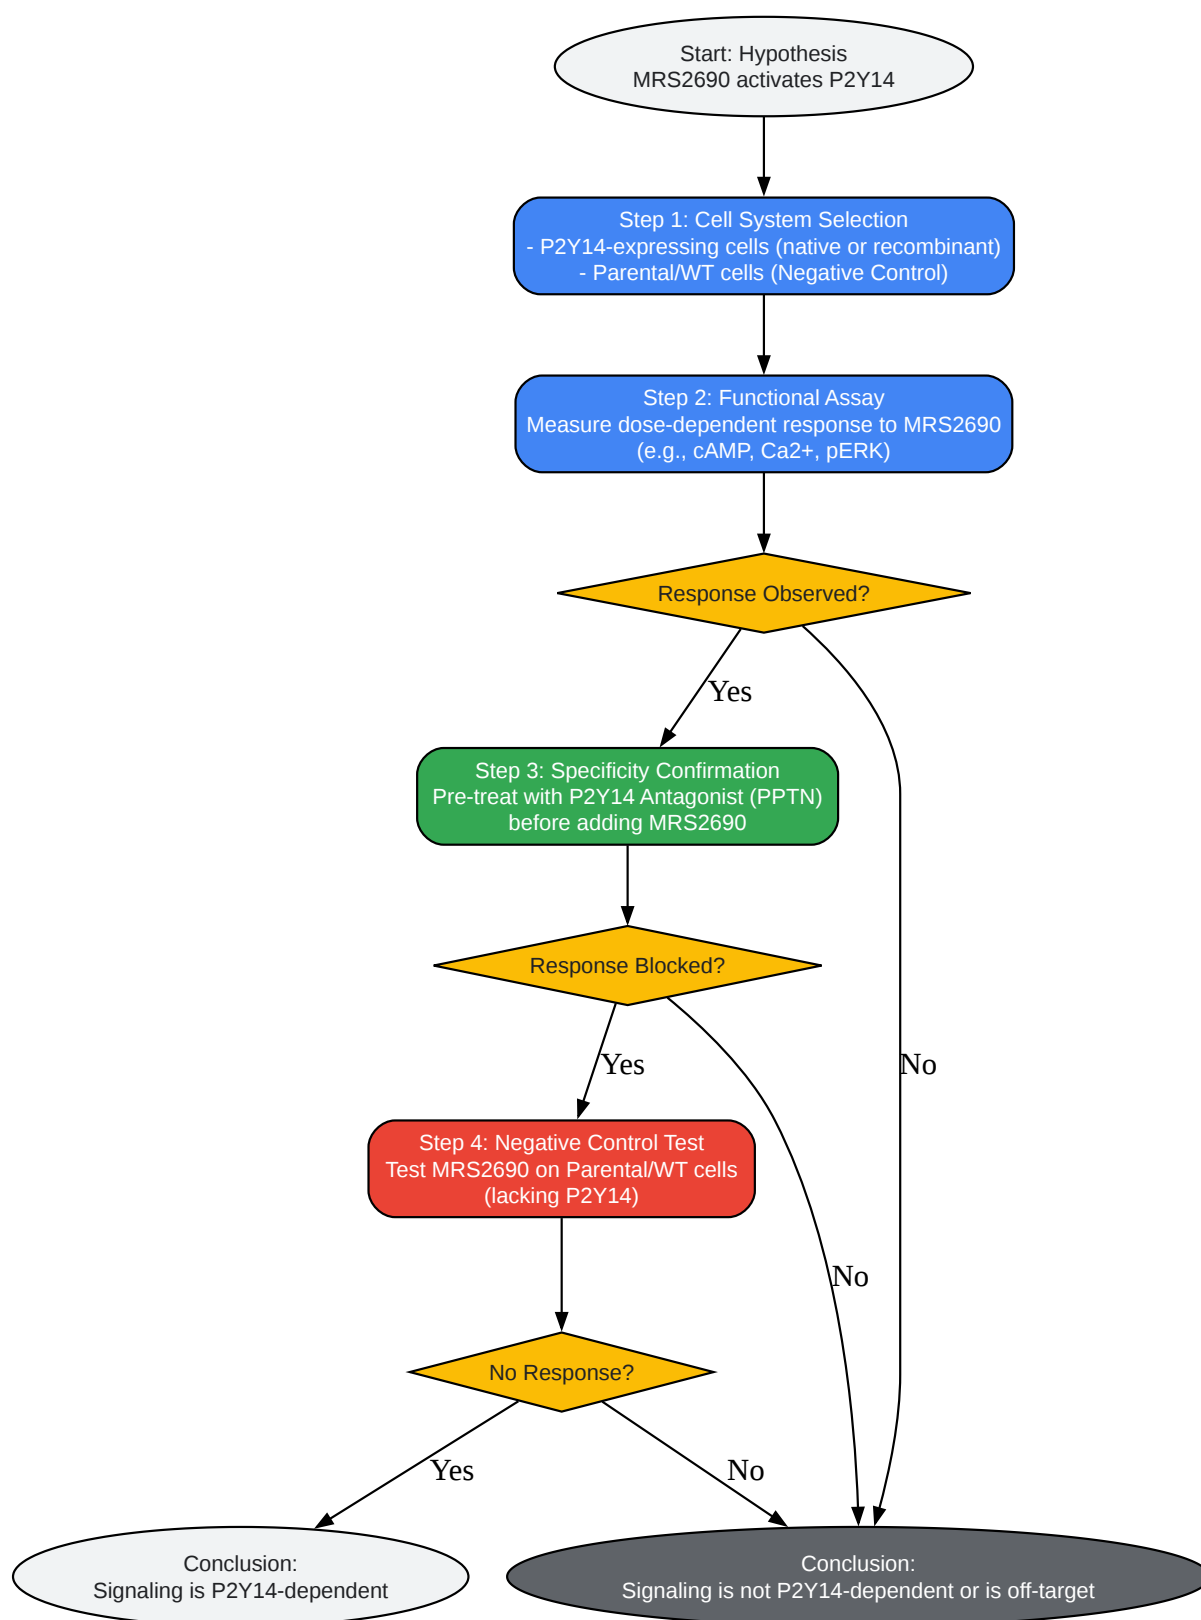 Start: Hypothesis
MRS2690 activates P2Y14
Step 1: Cell System Selection
- P2Y14-expressing cells (native or recombinant)
- Parental/WT cells (Negative Control)
Step 2: Functional Assay
Measure dose-dependent response to MRS2690
(e.g., cAMP, Ca2+, pERK)
Response Observed?
Yes
Step 3: Specificity Confirmation
Pre-treat with P2Y14 Antagonist (PPTN)
before adding MRS2690
Response Blocked?
Yes
No
Step 4: Negative Control Test
Test MRS2690 on Parental/WT cells
(lacking P2Y14)
No
No Response?
Yes
No
Conclusion:
Signaling is P2Y14-dependent
Conclusion:
Signaling is not P2Y14-dependent or is off-target